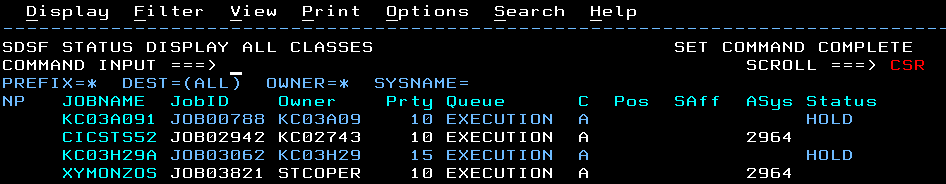 Display Filter View Print Options Search Help
SDSF STATUS DISPLAY ALL CLASSES SET COMMAND COMPLETE
COMMAND INPUT ===> SCROLL ===> CSR
PREFIX=* DEST=(ALL) OWNER=* SYSNAME=
NP JOBNAME JobID Owner Prty Queue C Pos SAff ASys Status
KC03A091 JOB00788 KC03A09 10 EXECUTION A HOLD
CICSTS52 JOB02942 KC02743 10 EXECUTION A 2964
KC03H29A JOB03062 KC03H29 15 EXECUTION A HOLD
XYMONZOS JOB03821 STCOPER 10 EXECUTION A 2964